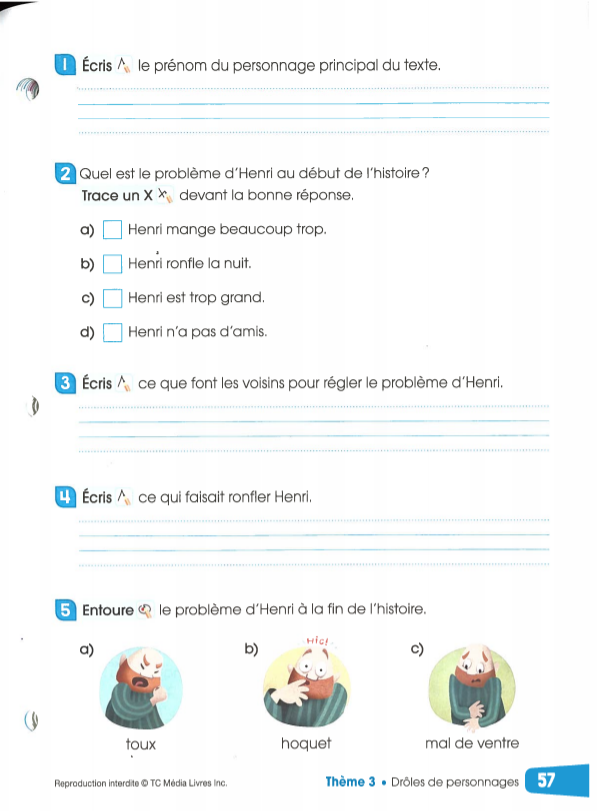 1 Écris le prénom du personnage principal du texte.
2 Quel est le problème d'Henri au début de l'histoire ?
Trace un X devant la bonne réponse.
a) Henri mange beaucoup trop.
b) Henri ronfle la nuit.
c) Henri est trop grand.
d) Henri n'a pas d'amis.
3 Écris ce que font les voisins pour régler le problème d'Henri.
4 Écris ce qui faisait ronfler Henri.
5 Entoure le problème d'Henri à la fin de l'histoire.
a) b) HIC! c)
toux hoquet mal de ventre
Reproduction interdite © TC Média Livres Inc. Thème 3 • Drôles de personnages 57